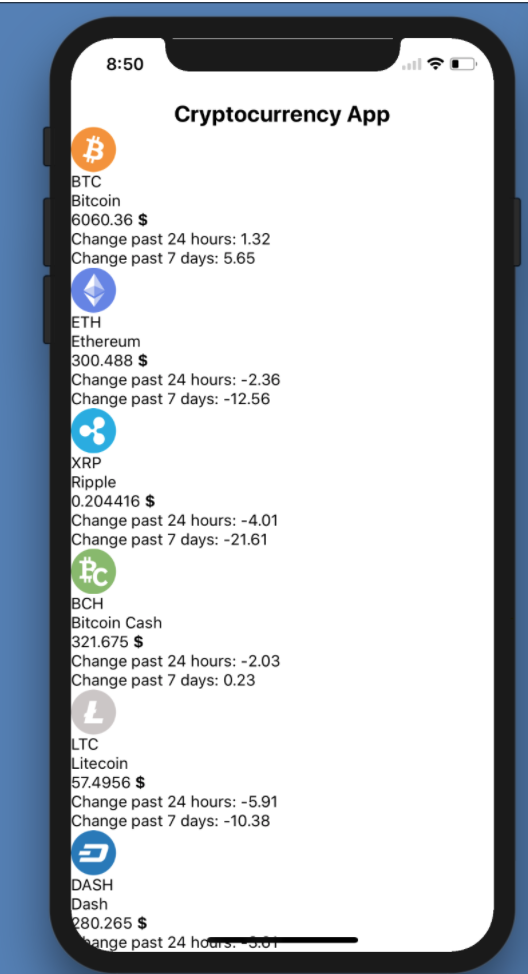 8:50
Cryptocurrency App
BTC
Bitcoin
6060.36 $
Change past 24 hours: 1.32
Change past 7 days: 5.65
ETH
Ethereum
300.488 $
Change past 24 hours: -2.36
Change past 7 days: -12.56
XRP
Ripple
0.204416 $
Change past 24 hours: -4.01
Change past 7 days: -21.61
BCH
Bitcoin Cash
321.675 $
Change past 24 hours: -2.03
Change past 7 days: 0.23
LTC
Litecoin
57.4956 $
Change past 24 hours: -5.91
Change past 7 days: -10.38
DASH
Dash
280.265 $
Change past 24 hours: